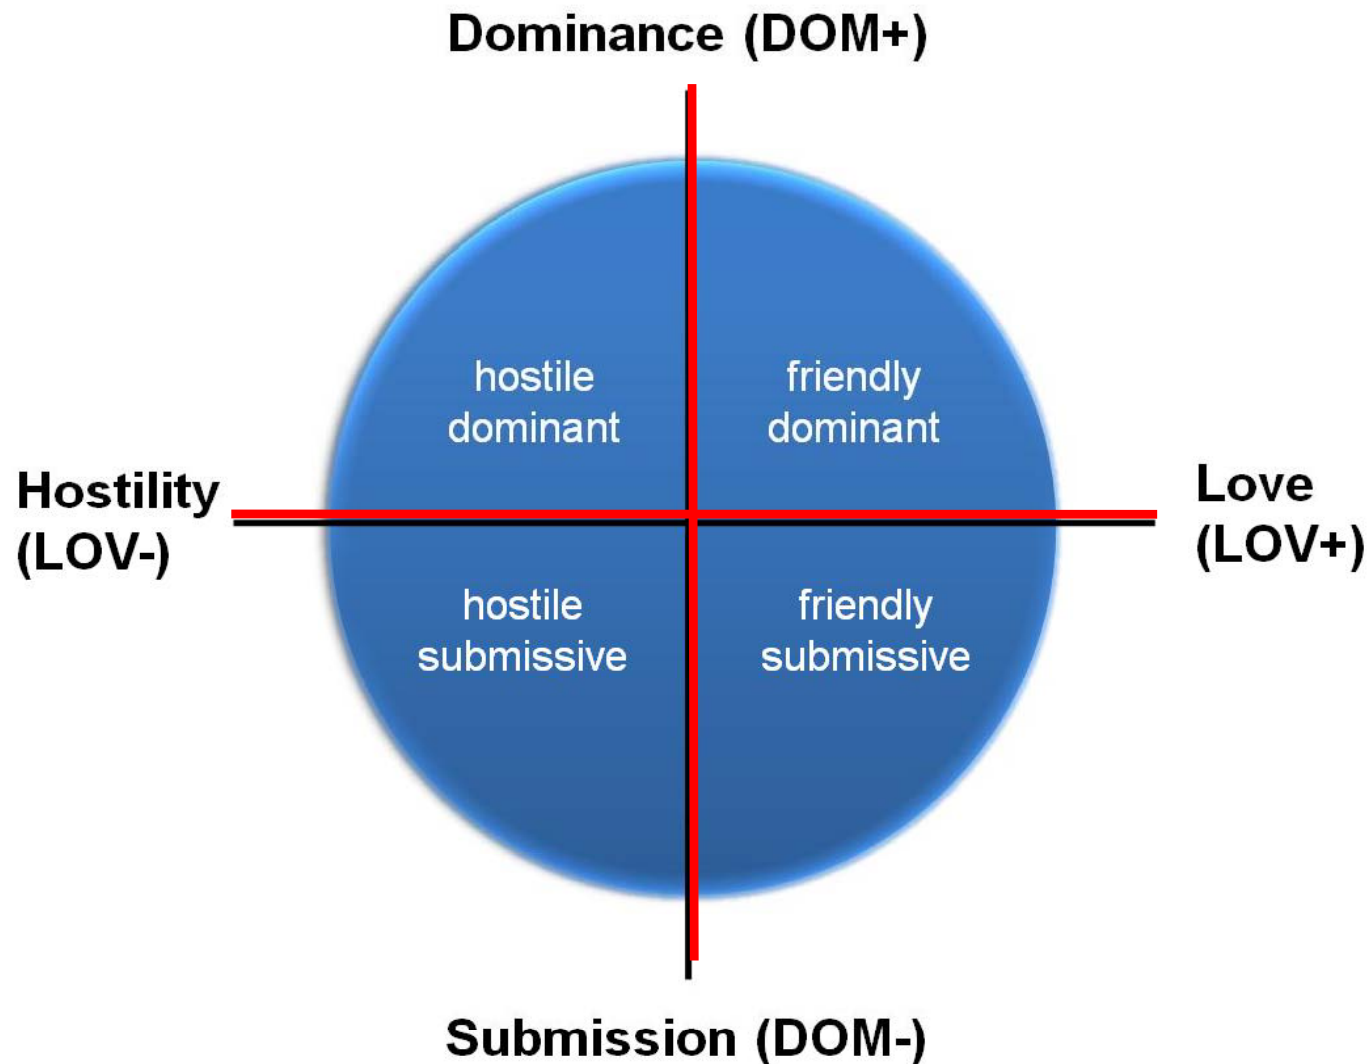 Dominance (DOM+)
hostile
dominant
friendly
dominant
Hostility
(LOV-)
Love
(LOV+)
hostile
submissive
friendly
submissive
Submission (DOM-)